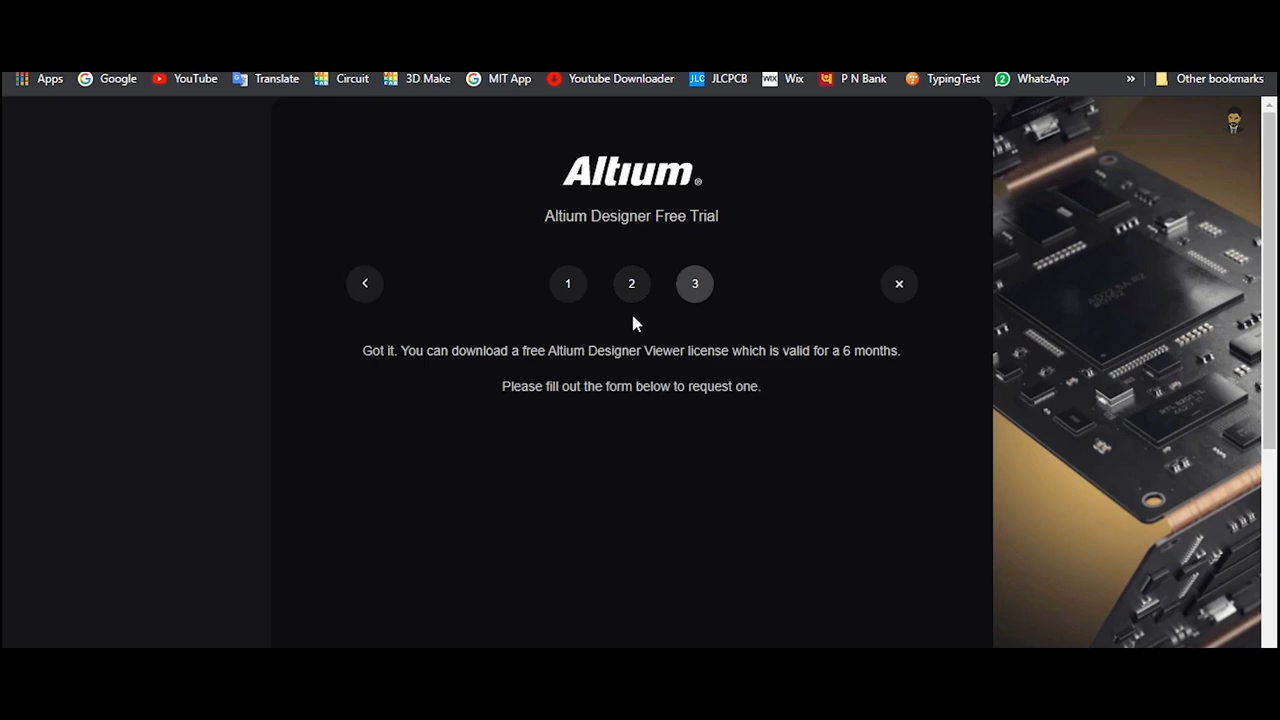 Apps Google YouTube Translate Circuit 3D Make MIT App Youtube Downloader JLC JLCPCB WIX Wix P N Bank TypingTest WhatsApp » Other bookmarks
Altium®
Altium Designer Free Trial
1 2 3
Got it. You can download a free Altium Designer Viewer license which is valid for a 6 months.
Please fill out the form below to request one.